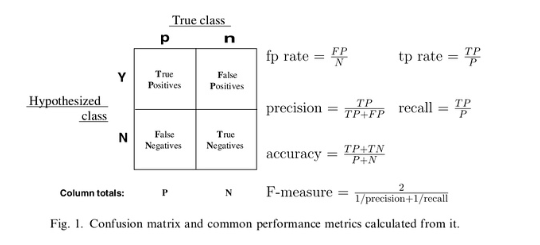 True class
p n
fp rate = FP/N tp rate = TP/P
Y True Positives False Positives
Hypothesized class
precision = TP/TP+FP recall = TP/P
N False Negatives True Negatives
accuracy = TP+TN/P+N
Column totals: P N
F-measure = 2/1/precision+1/recall
Fig. 1. Confusion matrix and common performance metrics calculated from it.